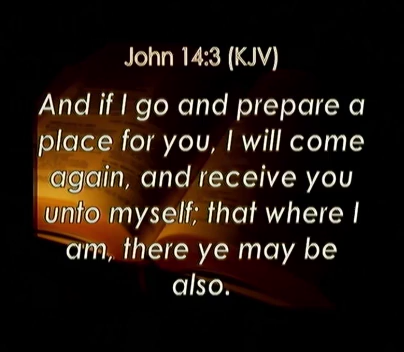 John 14:3 (KJV)
And if I go and prepare a
place for you, I will come
again, and receive you
unto myself; that where I
am, there ye may be
also.